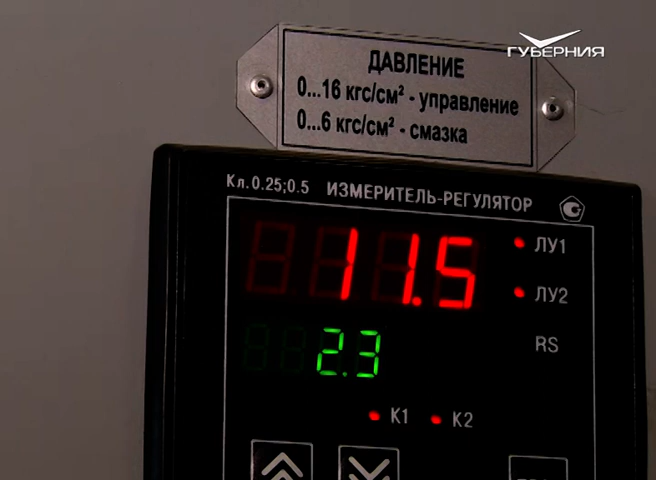 ГУБЕРНИЯ
ДАВЛЕНИЕ
0...16 кгс/см² - управление
0...6 кгс/см² - смазка
Кл.0.25;0.5 ИЗМЕРИТЕЛЬ-РЕГУЛЯТОР
11.5
ЛУ1
ЛУ2
2.3
RS
К1 К2